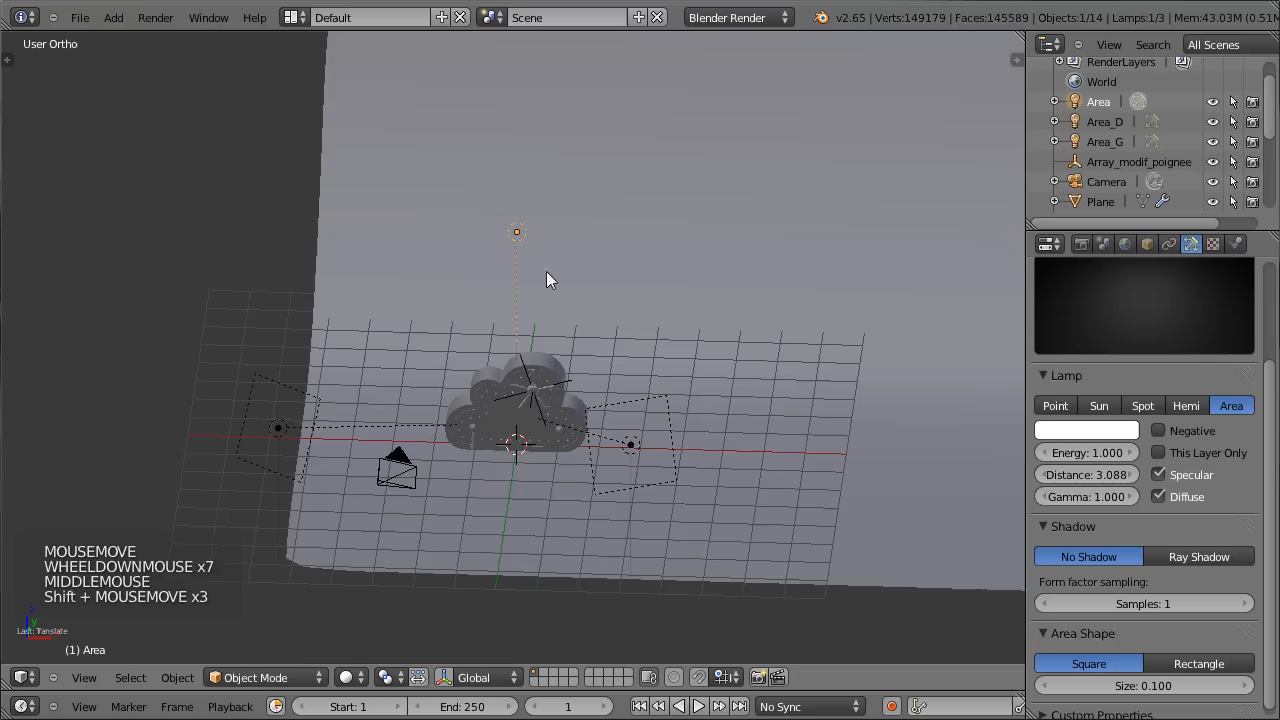 File Add Render Window Help Default Scene Blender Render v2.65 | Verts:149179 | Faces:145589 | Objects:1/14 | Lamps:1/3 | Mem:43.03M (0.51M
User Ortho
View Search All Scenes
RenderLayers |
World
Area |
Area_D |
Area_G |
Array_modif_poignee
Camera |
Plane |
Lamp
Point Sun Spot Hemi Area
Negative
Energy: 1.000 This Layer Only
Distance: 3.088 Specular
Gamma: 1.000 Diffuse
Shadow
No Shadow Ray Shadow
Form factor sampling:
Samples: 1
Area Shape
Square Rectangle
Size: 0.100
Custom Properties
MOUSEMOVE
WHEELDOWNMOUSE x7
MIDDLEMOUSE
Shift + MOUSEMOVE x3
z
y
Last: Translate
(1) Area
View Select Object Object Mode Global
View Marker Frame Playback Start: 1 End: 250 1 No Sync